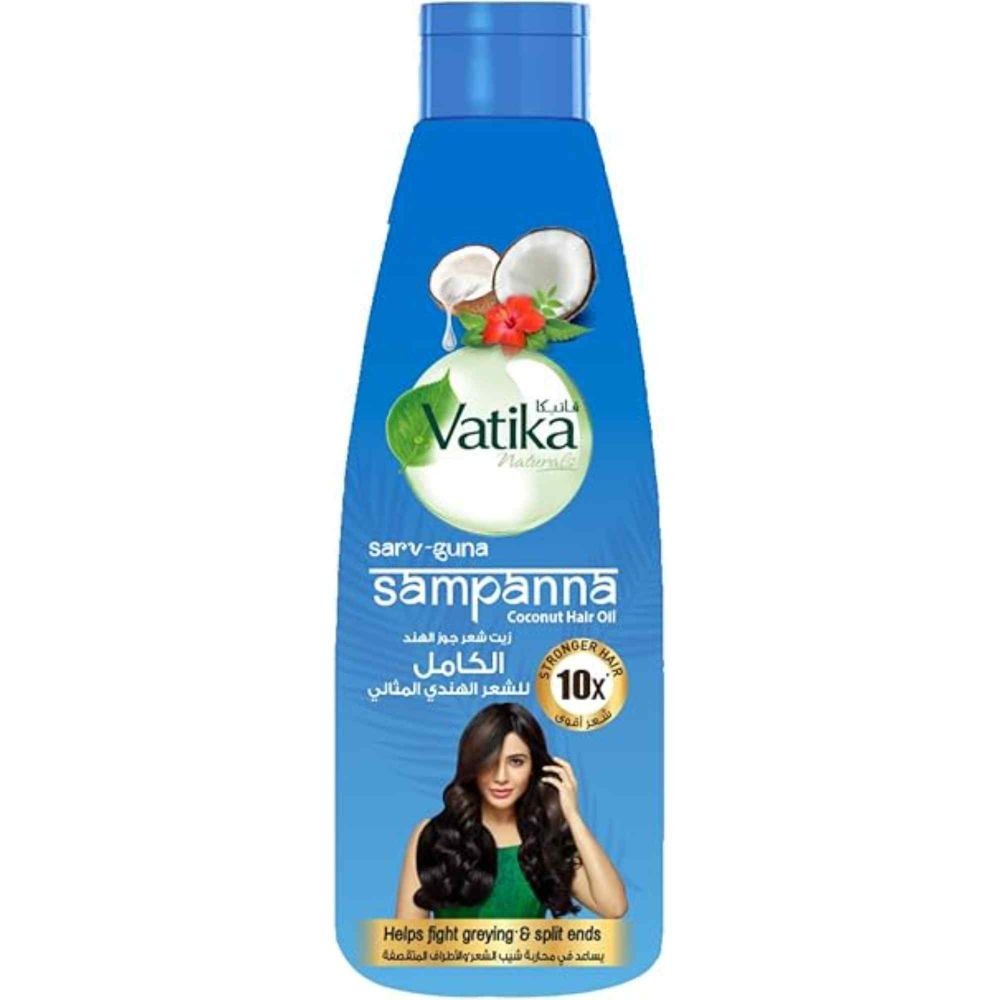 ڤاتيكا
Vatika
Naturals
sarv-guna
sampanna
Coconut Hair Oil
زيت شعر جوز الهند
الكامل
للشعر الهندي المثالي
STRONGER HAIR
10x*
شعر أقوى
Helps fight greying* & split ends
يساعد في محاربة شيب الشعر*والأطراف المتقصفة